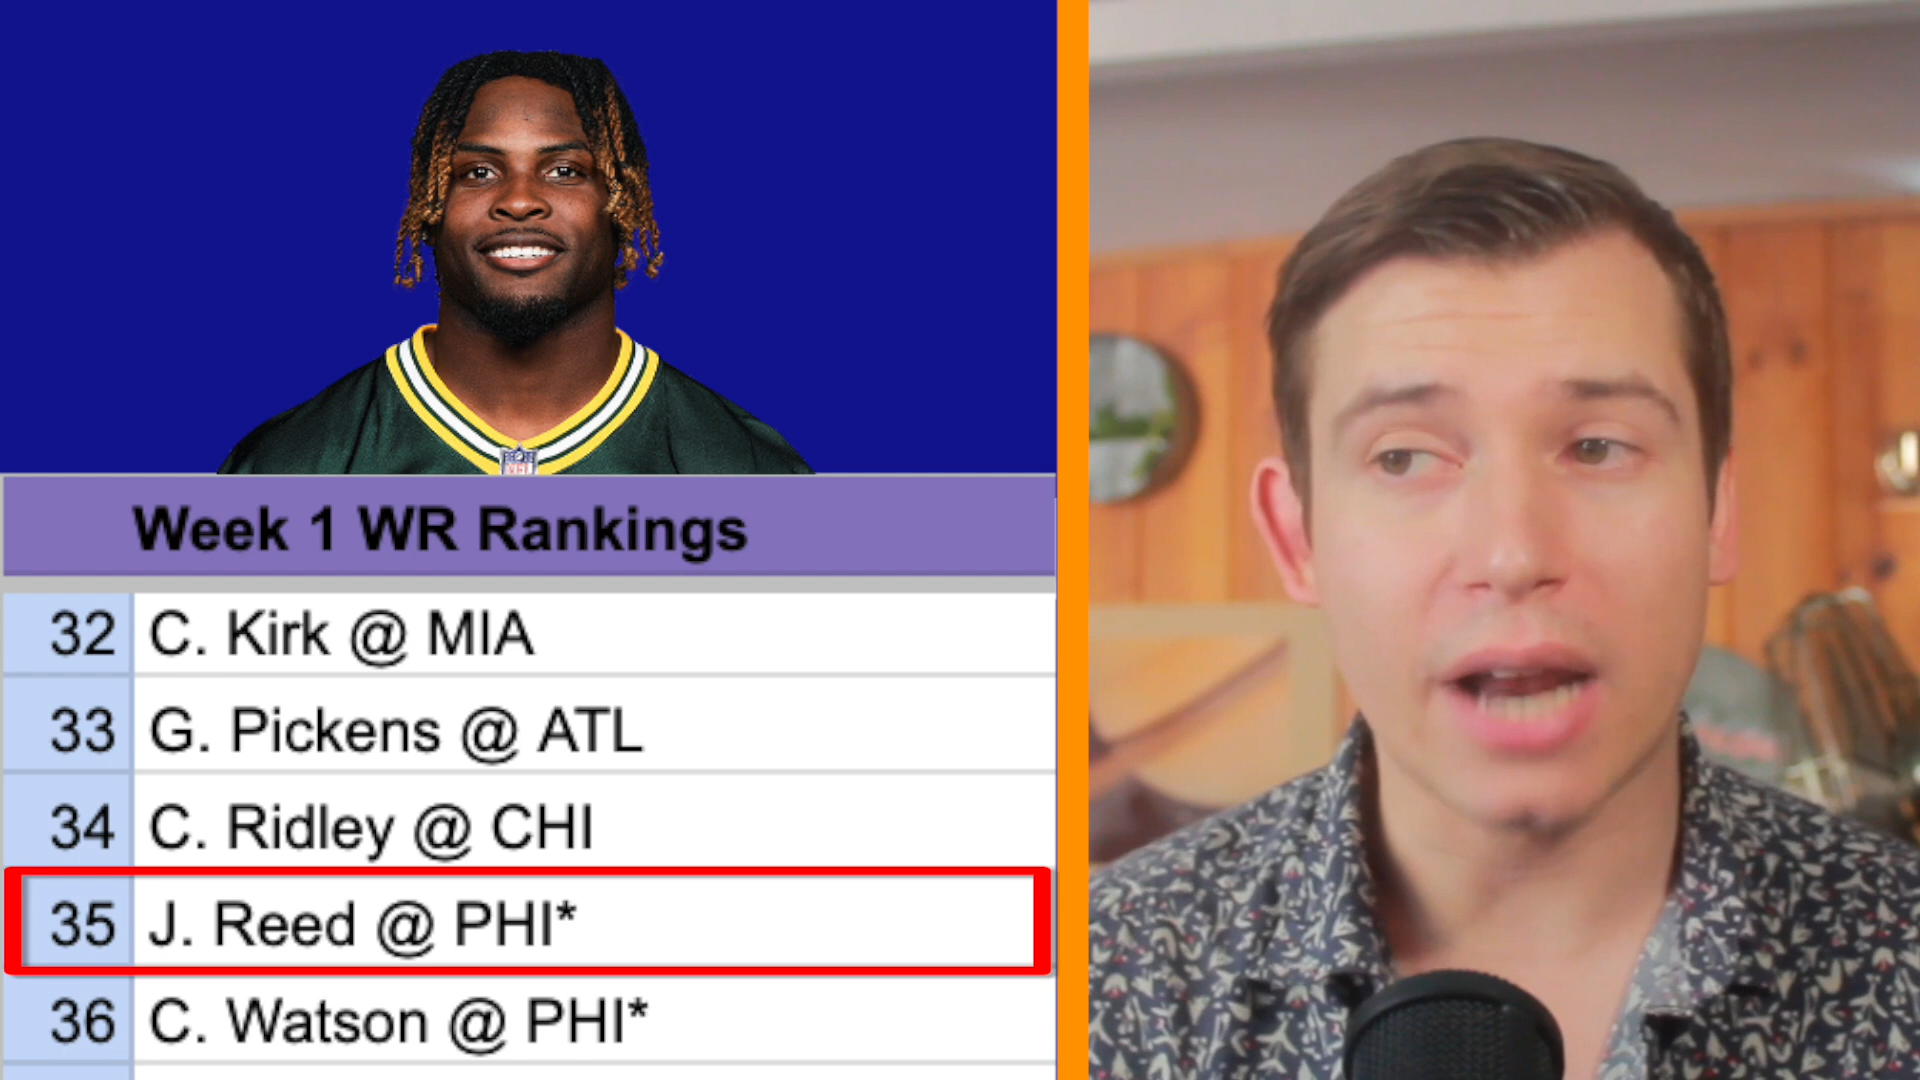 Week 1 WR Rankings
32 C. Kirk @ MIA
33 G. Pickens @ ATL
34 C. Ridley @ CHI
35 J. Reed @ PHI*
36 C. Watson @ PHI*